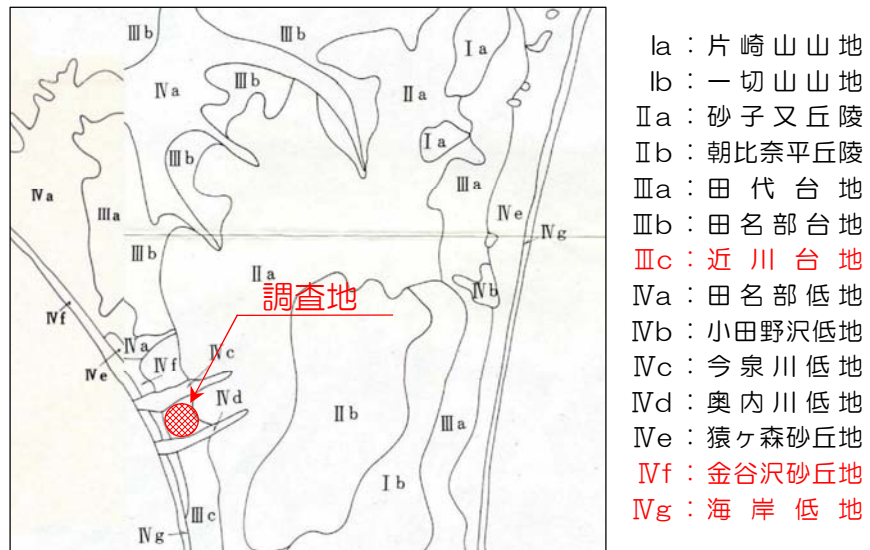 Ⅲb
Ⅲb
Ⅰa
Ⅳa
Ⅲb
Ⅱa
Ⅰa
Ⅲb
Ⅲa
Ⅳa
Ⅲa
Ⅳe
Ⅳg
Ⅲb
Ⅱa
Ⅳb
調査地
Ⅳf
Ⅳa
Ⅳc
Ⅳe
Ⅳf
Ⅳd
Ⅱb
Ⅲa
Ⅰb
Ⅲc
Ⅳg
Ⅰa：片崎山山地
Ⅰb：一切山山地
Ⅱa：砂子又丘陵
Ⅱb：朝比奈平丘陵
Ⅲa：田代台地
Ⅲb：田名部台地
Ⅲc：近川台地
Ⅳa：田名部低地
Ⅳb：小田野沢低地
Ⅳc：今泉川低地
Ⅳd：奥内川低地
Ⅳe：猿ヶ森砂丘地
Ⅳf：金谷沢砂丘地
Ⅳg：海岸低地